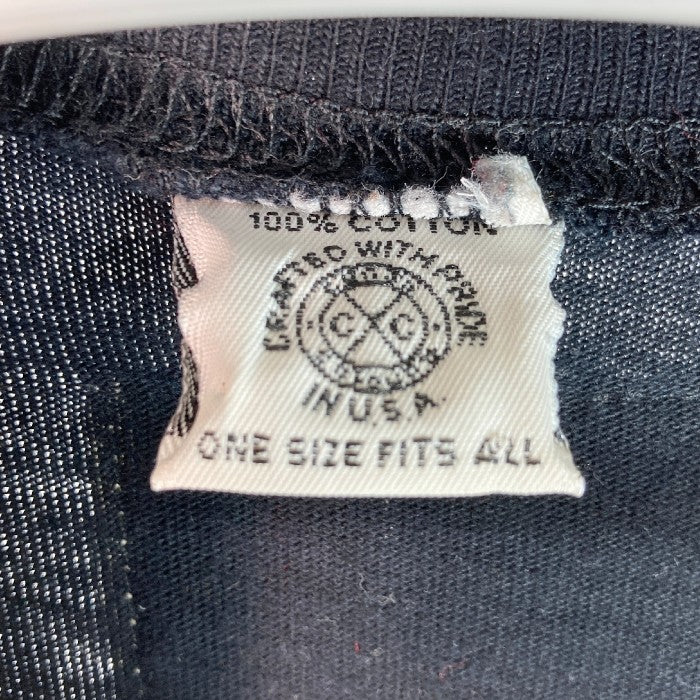 100% COTTON
CRAFTED WITH PRIDE
C C
IN U.S.A.
ONE SIZE FITS ALL